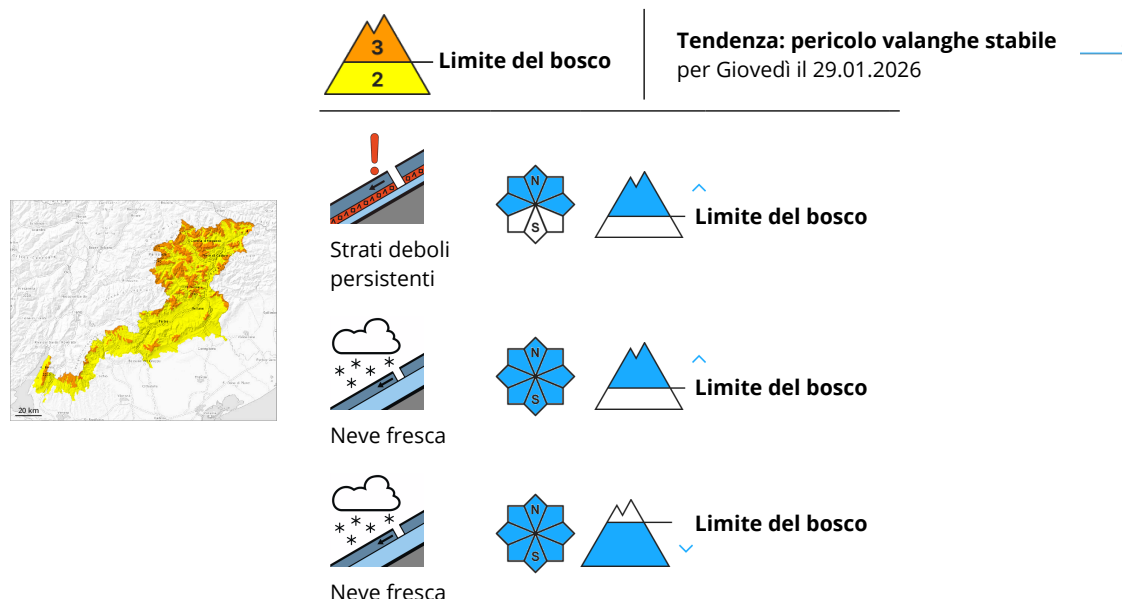 3
2
Limite del bosco
Tendenza: pericolo valanghe stabile
per Giovedì il 29.01.2026
N
S
Limite del bosco
Strati deboli
persistenti
N
S
Limite del bosco
Neve fresca
N
S
Limite del bosco
Neve fresca
20 km